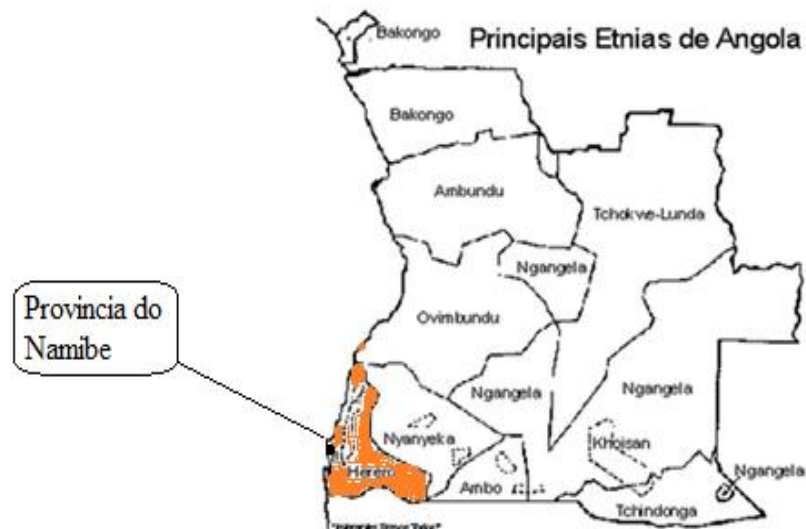 Bakongo
Principais Etnias de Angola
Bakongo
Ambundu
Tchokwe-Lunda
Ngangela
Provincia do
Namibe
Ovimbundu
Ngangela
Ngangela
Nyanyeka
Khoisan
Herero
Ambo
Ngangela
Tchindonga